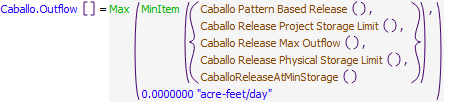 Caballo.Outflow [] = Max ( MinItem ( { Caballo Pattern Based Release (),
Caballo Release Project Storage Limit (),
Caballo Release Max Outflow (),
Caballo Release Physical Storage Limit (),
CaballoReleaseAtMinStorage () } ),
0.0000000 "acre-feet/day" )